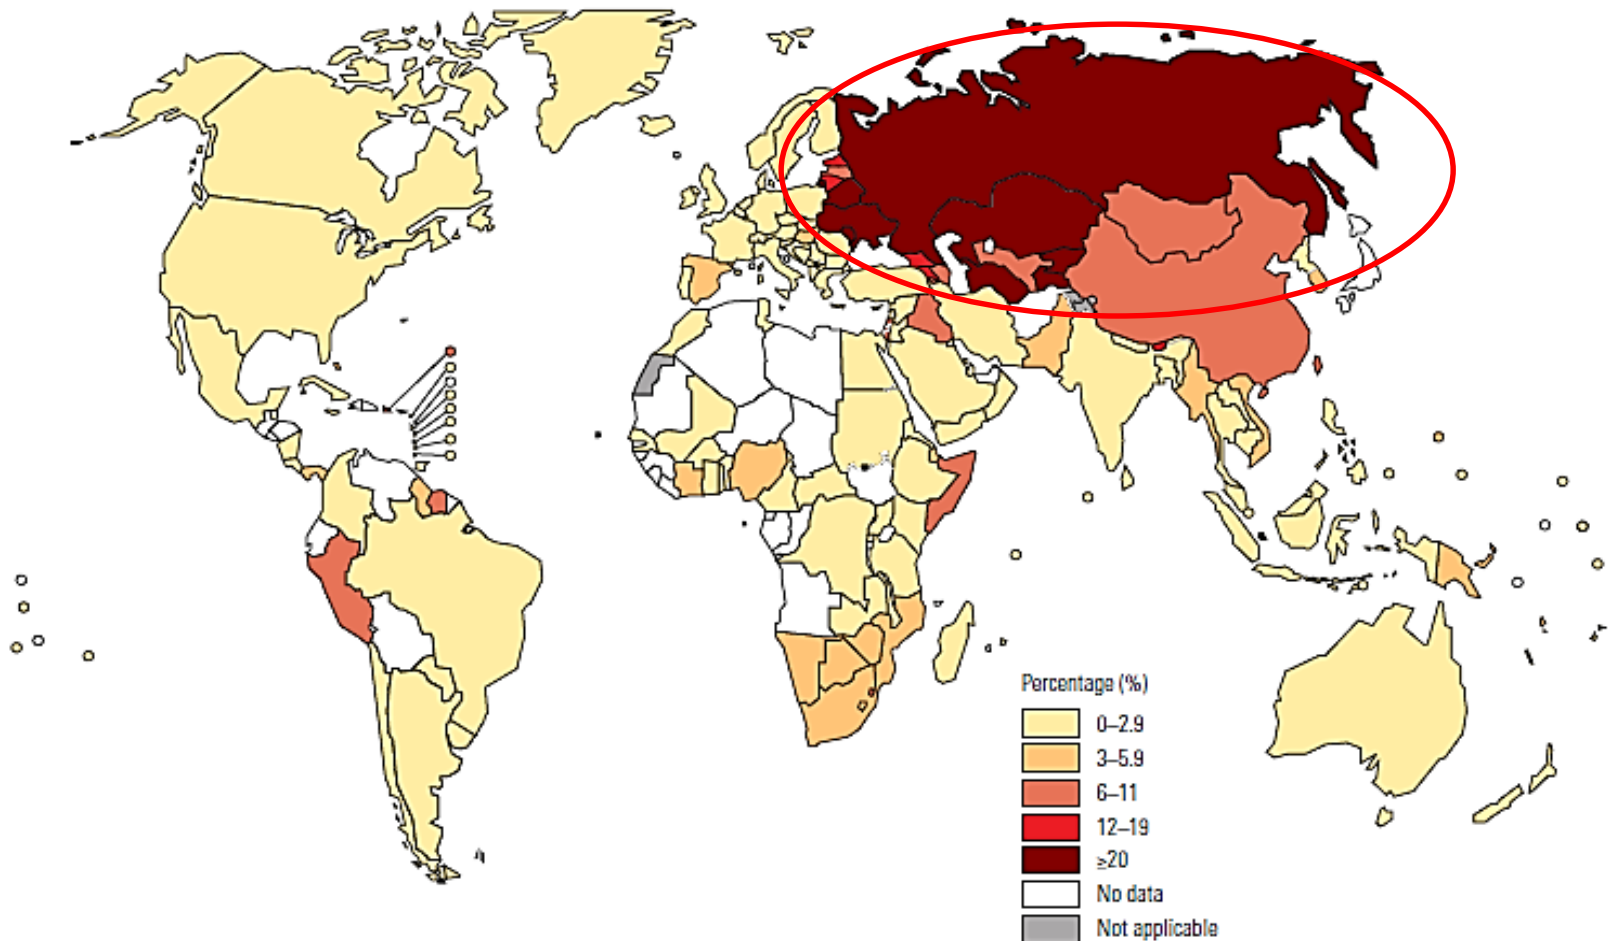 Percentage (%)
0–2.9
3–5.9
6–11
12–19
≥20
No data
Not applicable